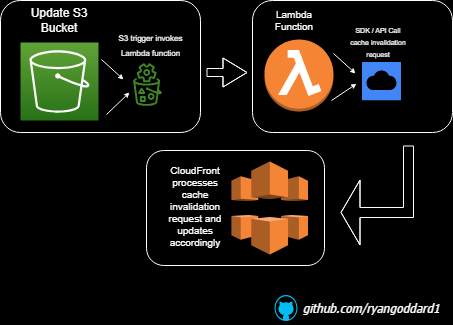 Update S3
Bucket
S3 trigger invokes
Lambda function
Lambda
Function
SDK / API Call
cache invalidation
request
CloudFront
processes
cache
invalidation
request and
updates
accordingly
github.com/ryangoddard1